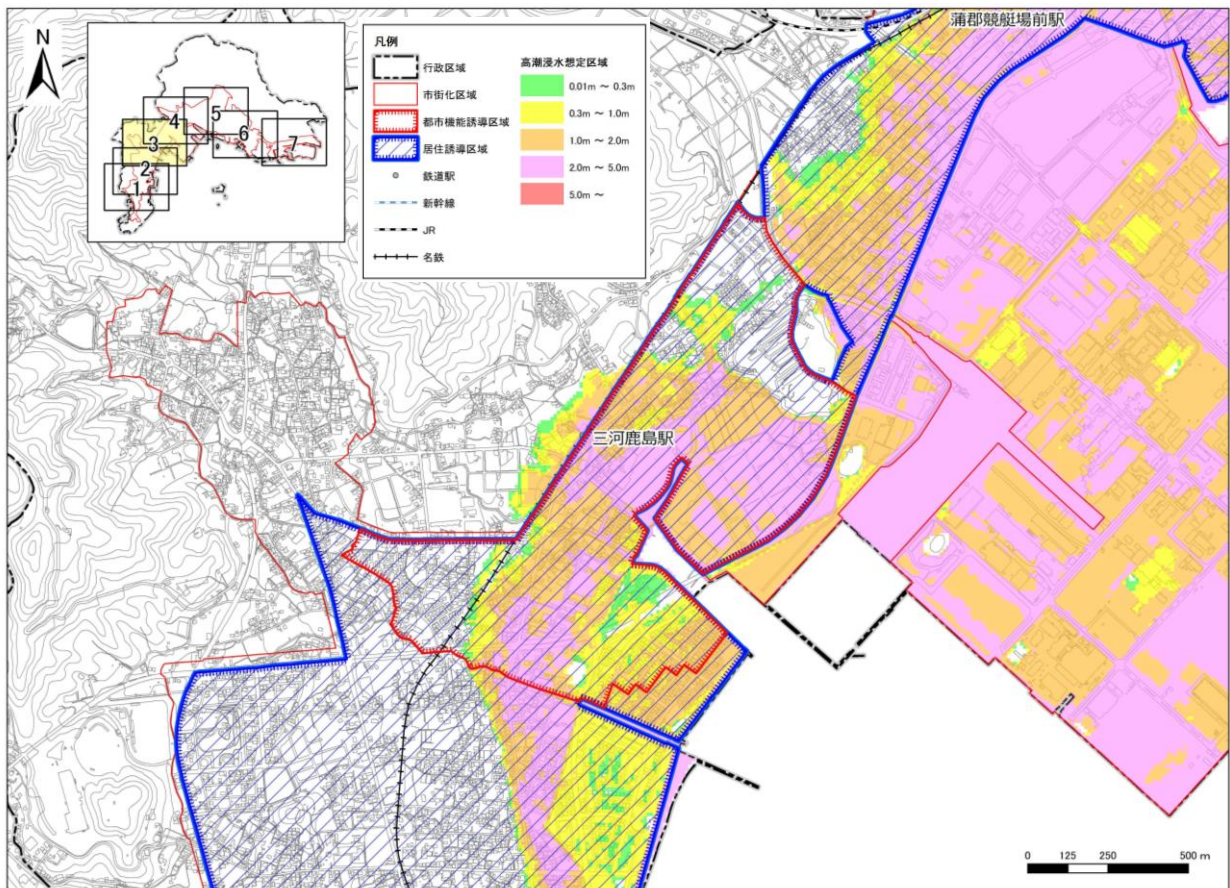 N
1
2
3
4
5
6
7
凡例
行政区域
市街化区域
都市機能誘導区域
居住誘導区域
鉄道駅
新幹線
JR
名鉄
高潮浸水想定区域
0.01m ～ 0.3m
0.3m ～ 1.0m
1.0m ～ 2.0m
2.0m ～ 5.0m
5.0m ～
蒲郡競艇場前駅
三河鹿島駅
0 125 250 500 m